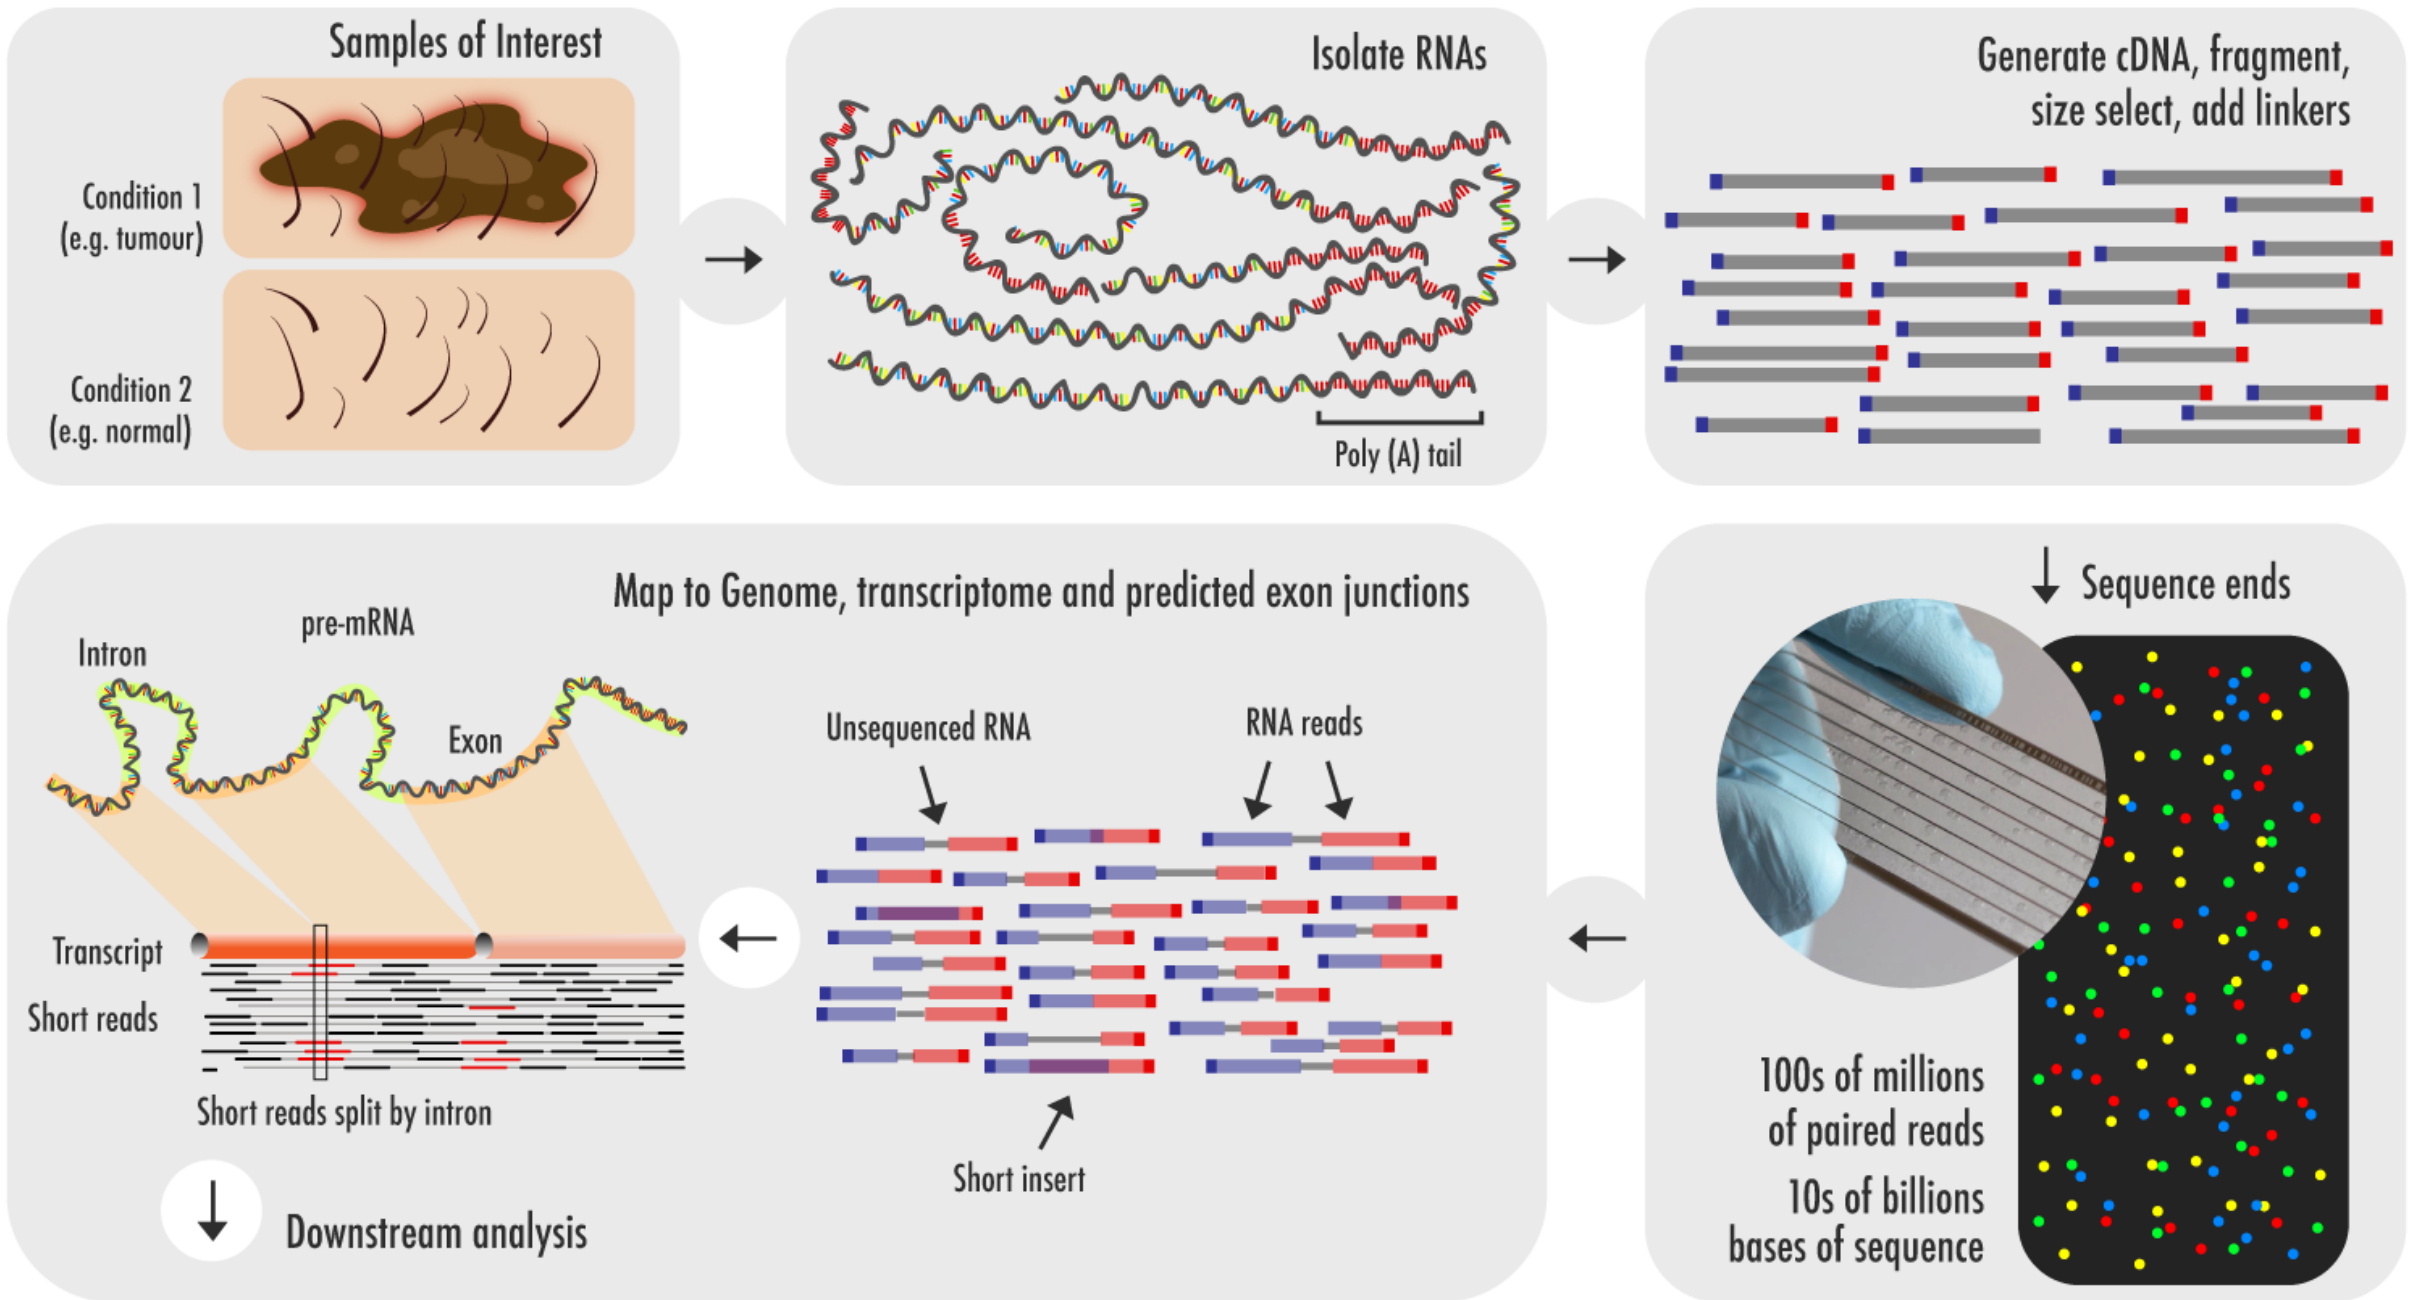 Samples of Interest
Condition 1
(e.g. tumour)
Condition 2
(e.g. normal)
Isolate RNAs
Poly (A) tail
Generate cDNA, fragment,
size select, add linkers
Sequence ends
100s of millions
of paired reads
10s of billions
bases of sequence
Map to Genome, transcriptome and predicted exon junctions
Unsequenced RNA
RNA reads
Short insert
pre-mRNA
Intron
Exon
Transcript
Short reads
Short reads split by intron
Downstream analysis